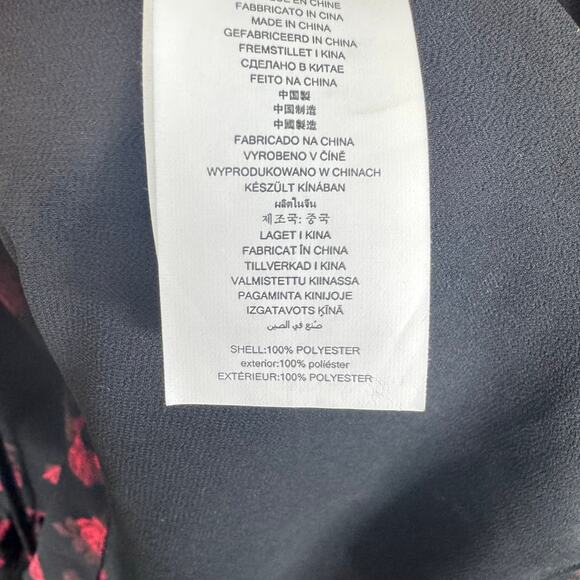 EN CHINE
FABBRICATO IN CINA
MADE IN CHINA
GEFABRICEERD IN CHINA
FREMSTILLET I KINA
СДЕЛАНО В КИТАЕ
FEITO NA CHINA
中国製
中国制造
中國製造
FABRICADO NA CHINA
VYROBENO V ČÍNĚ
WYPRODUKOWANO W CHINACH
KÉSZÜLT KÍNÁBAN
ผลิตในจีน
제조국: 중국
LAGET I KINA
FABRICAT ÎN CHINA
TILLVERKAD I KINA
VALMISTETTU KIINASSA
PAGAMINTA KINIJOJE
IZGATAVOTS ĶĪNĀ
صنع في الصين
SHELL:100% POLYESTER
exterior:100% poliéster
EXTÉRIEUR:100% POLYESTER